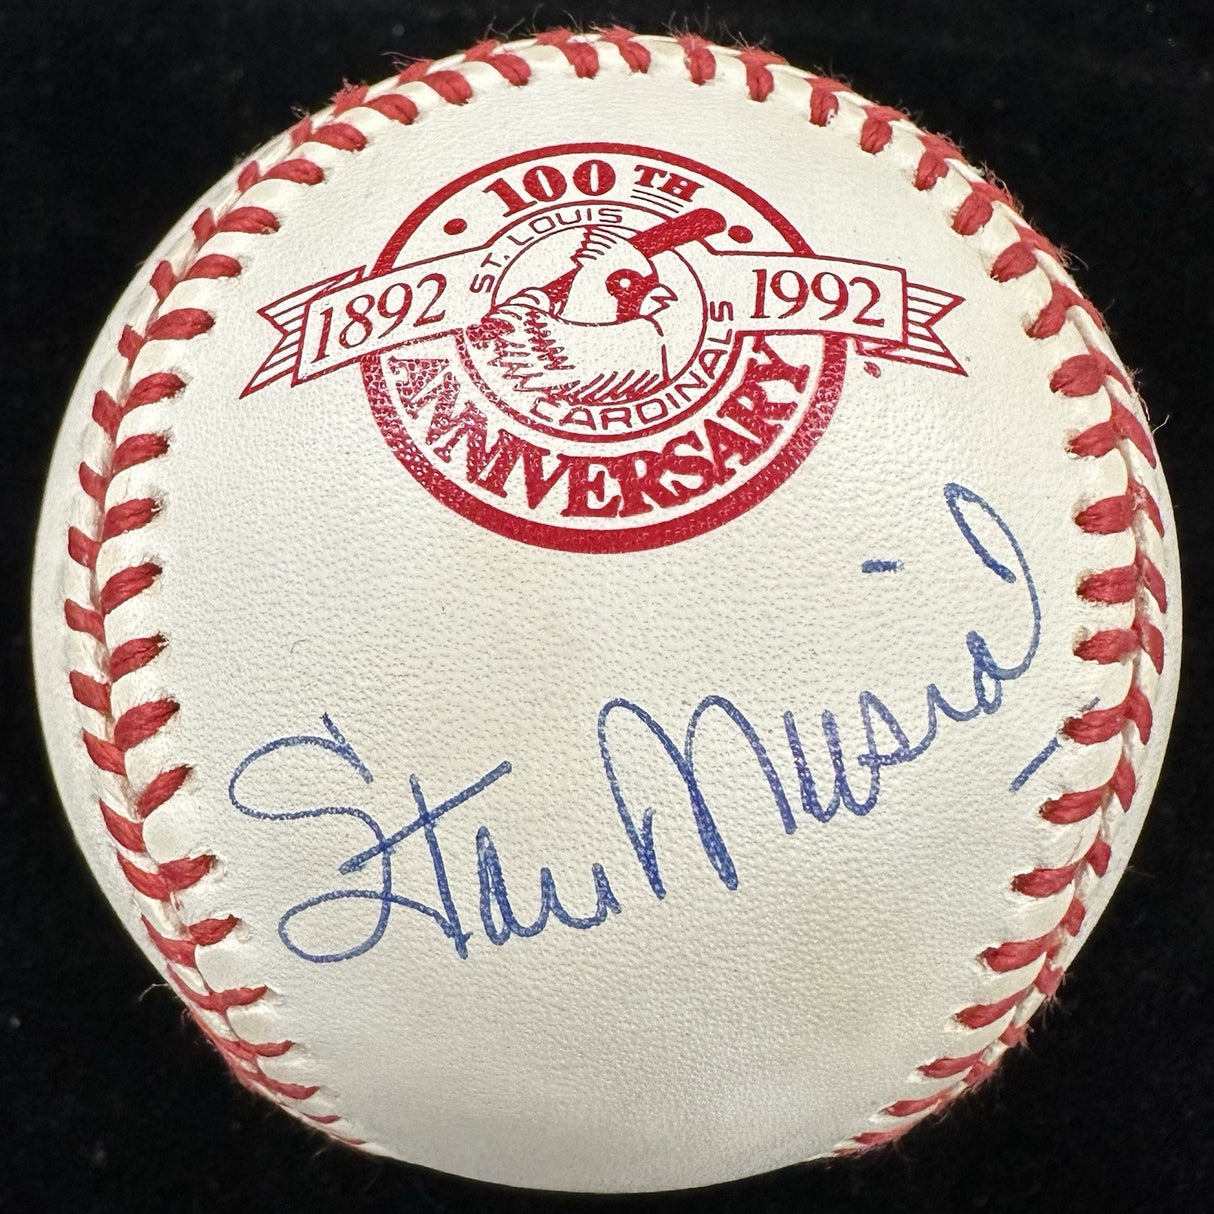 100TH
ST. LOUIS
1892 1992
CARDINALS
ANNIVERSARY
Stan Musial